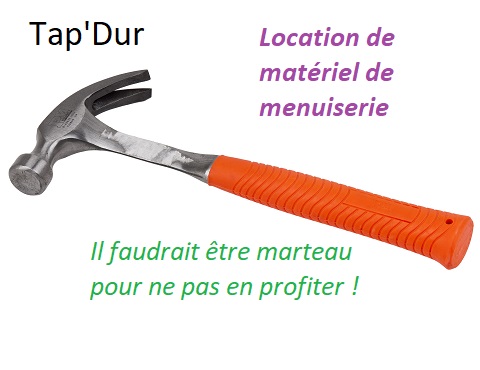 Tap'Dur
Location de
matériel de
menuiserie
Il faudrait être marteau
pour ne pas en profiter !